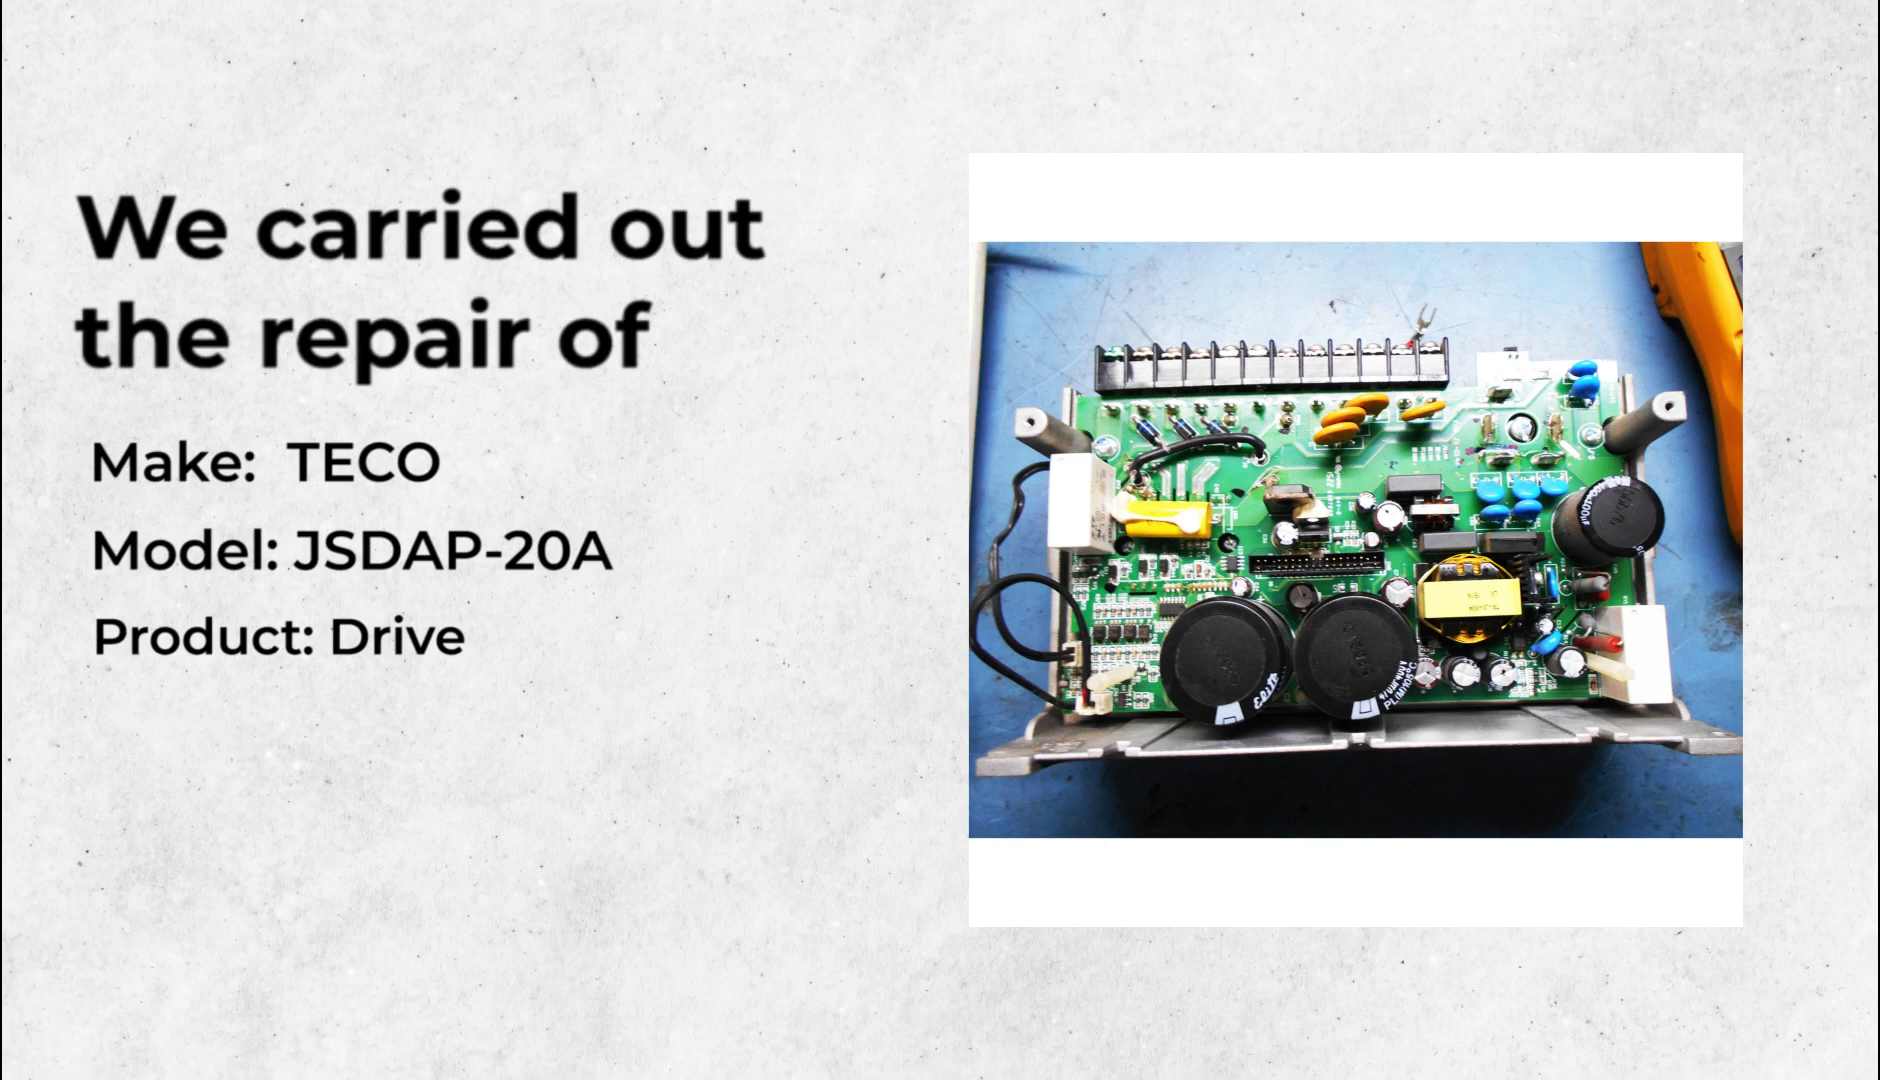 We carried out
the repair of
Make: TECO
Model: JSDAP-20A
Product: Drive